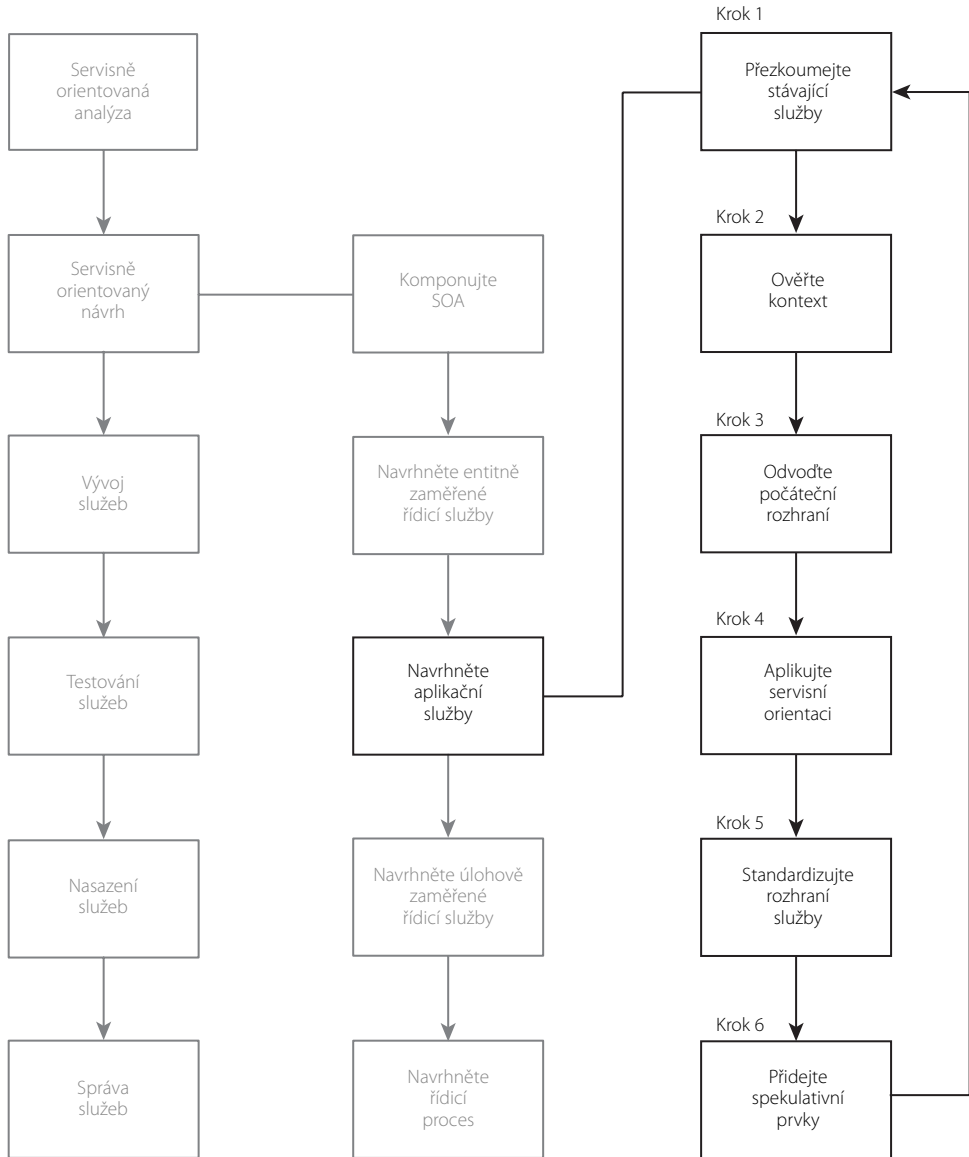 Servisně
orientovaná
analýza
Servisně
orientovaný
návrh
Vývoj
služeb
Testování
služeb
Nasazení
služeb
Správa
služeb
Komponujte
SOA
Navrhněte entitně
zaměřené
řídicí služby
Navrhněte
aplikační
služby
Navrhněte úlohově
zaměřené
řídicí služby
Navrhněte
řídicí
proces
Krok 1
Přezkoumejte
stávající
služby
Krok 2
Ověřte
kontext
Krok 3
Odvoďte
počáteční
rozhraní
Krok 4
Aplikujte
servisní
orientaci
Krok 5
Standardizujte
rozhraní
služby
Krok 6
Přidejte
spekulativní
prvky